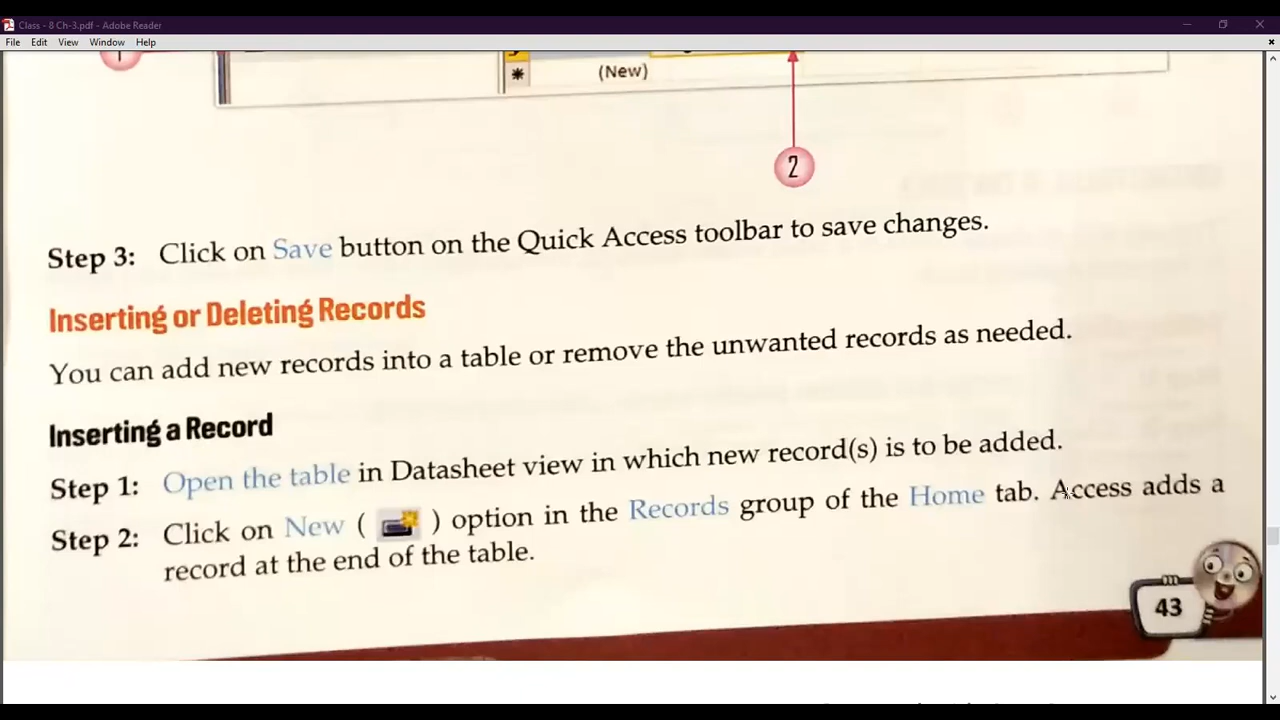 Class - 8 Ch-3.pdf - Adobe Reader
File Edit View Window Help
1
(New)
2
Step 3: Click on Save button on the Quick Access toolbar to save changes.
Inserting or Deleting Records
You can add new records into a table or remove the unwanted records as needed.
Inserting a Record
Step 1: Open the table in Datasheet view in which new record(s) is to be added.
Step 2: Click on New ( ) option in the Records group of the Home tab. Access adds a
record at the end of the table.
43